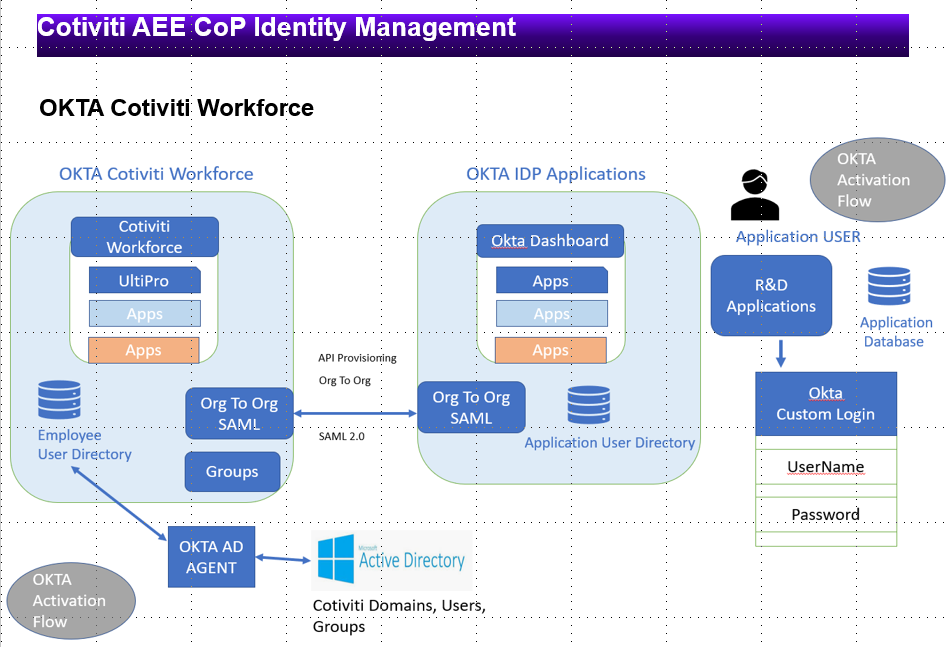 Cotiviti AEE CoP Identity Management
OKTA Cotiviti Workforce
OKTA Cotiviti Workforce
Cotiviti
Workforce
UltiPro
Apps
Apps
Employee
User Directory
Org To Org
SAML
Groups
API Provisioning
Org To Org
SAML 2.0
OKTA IDP Applications
Okta Dashboard
Apps
Apps
Apps
Org To Org
SAML
Application User Directory
OKTA
Activation
Flow
Application USER
R&D
Applications
Application
Database
Okta
Custom Login
UserName
Password
OKTA AD
AGENT
Microsoft
Active Directory
Cotiviti Domains, Users,
Groups
OKTA
Activation
Flow